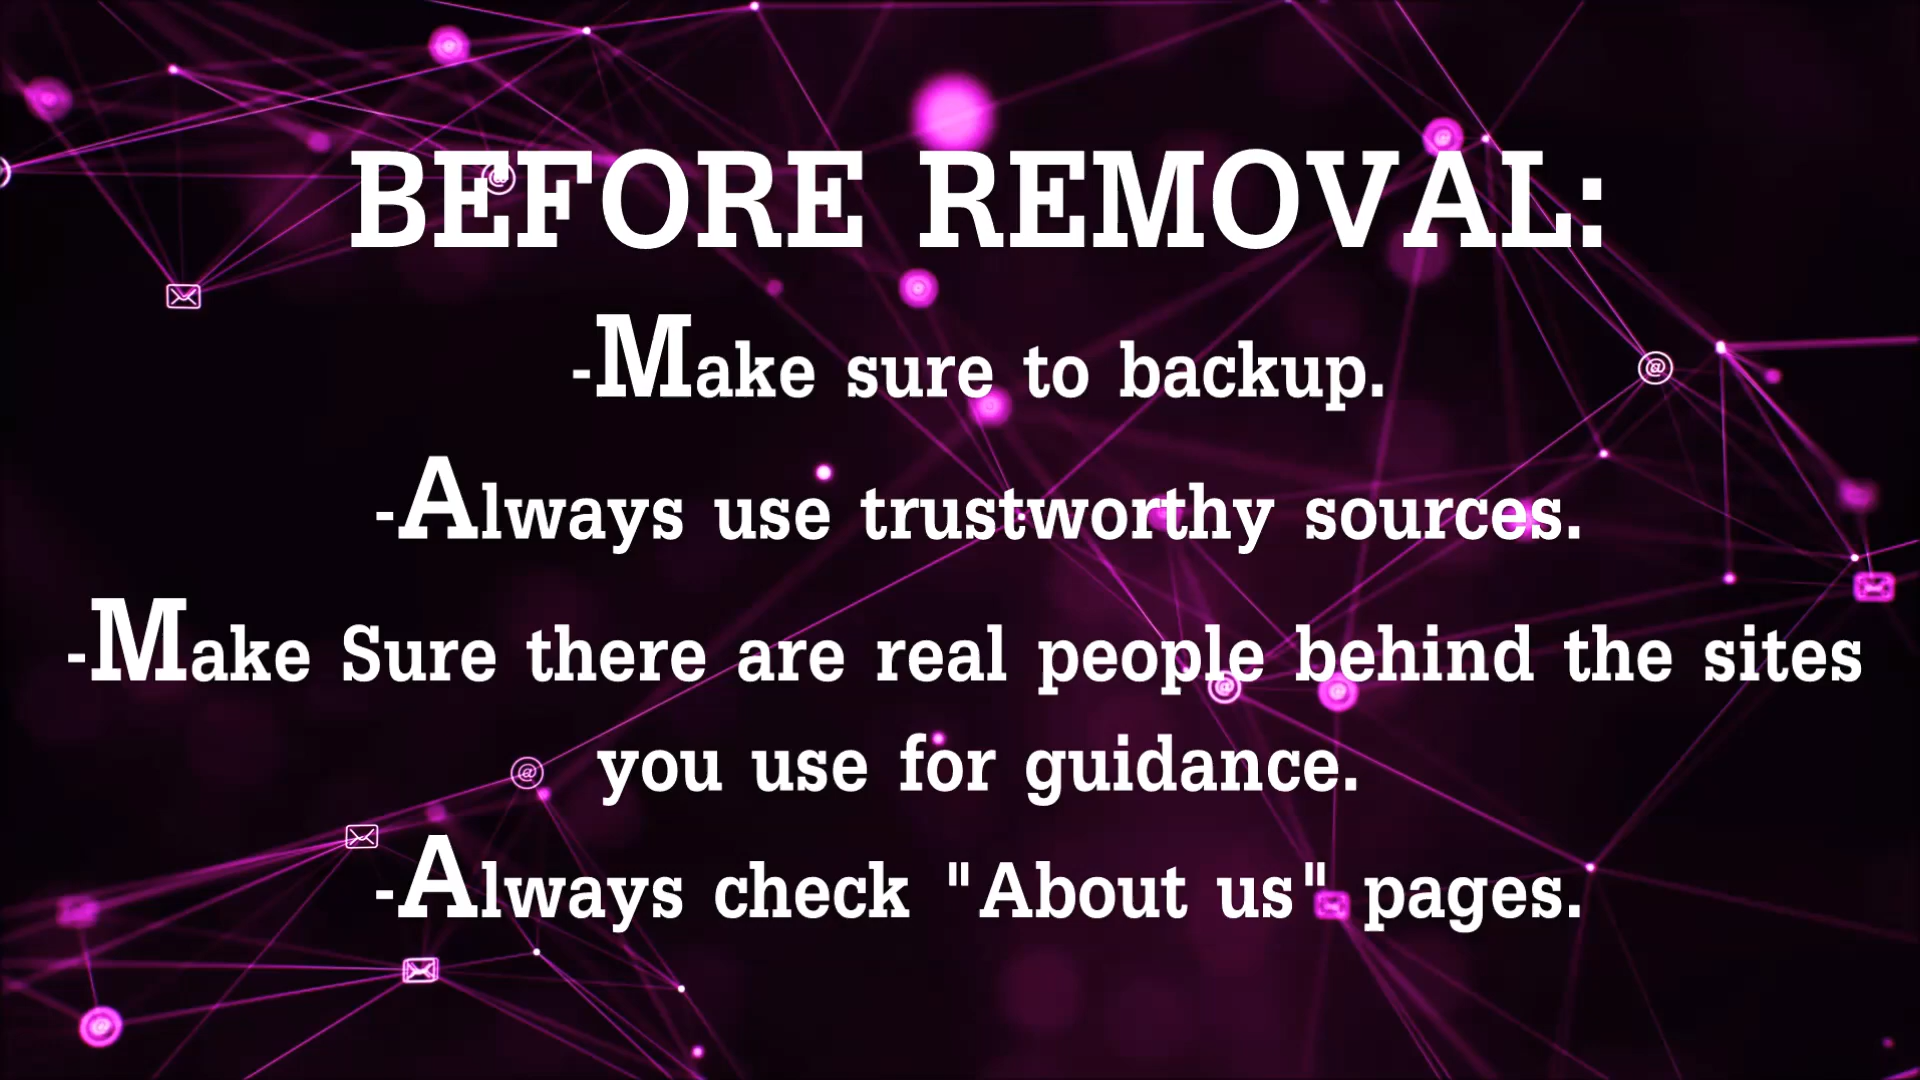 BEFORE REMOVAL:
-Make sure to backup.
-Always use trustworthy sources.
-Make Sure there are real people behind the sites
you use for guidance.
-Always check "About us" pages.